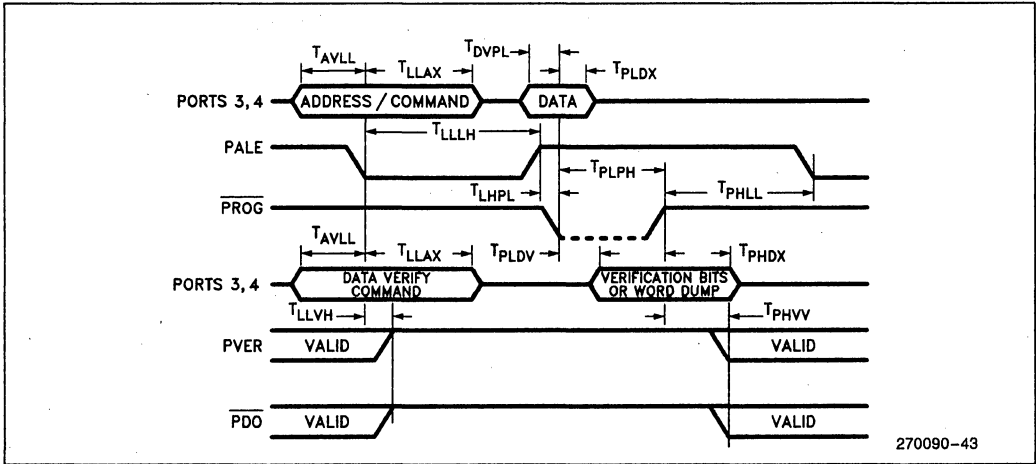 TDVPL
TAVLL TLLAX TPLDX
PORTS 3,4 ADDRESS / COMMAND DATA
TLLLH
PALE
TPLPH
TLHPL TPHLL
PROG
TAVLL TLLAX TPLDV TPHDX
PORTS 3,4 DATA VERIFY COMMAND VERIFICATION BITS OR WORD DUMP
TLLVH TPHVV
PVER VALID VALID
PDO VALID VALID
270090-43